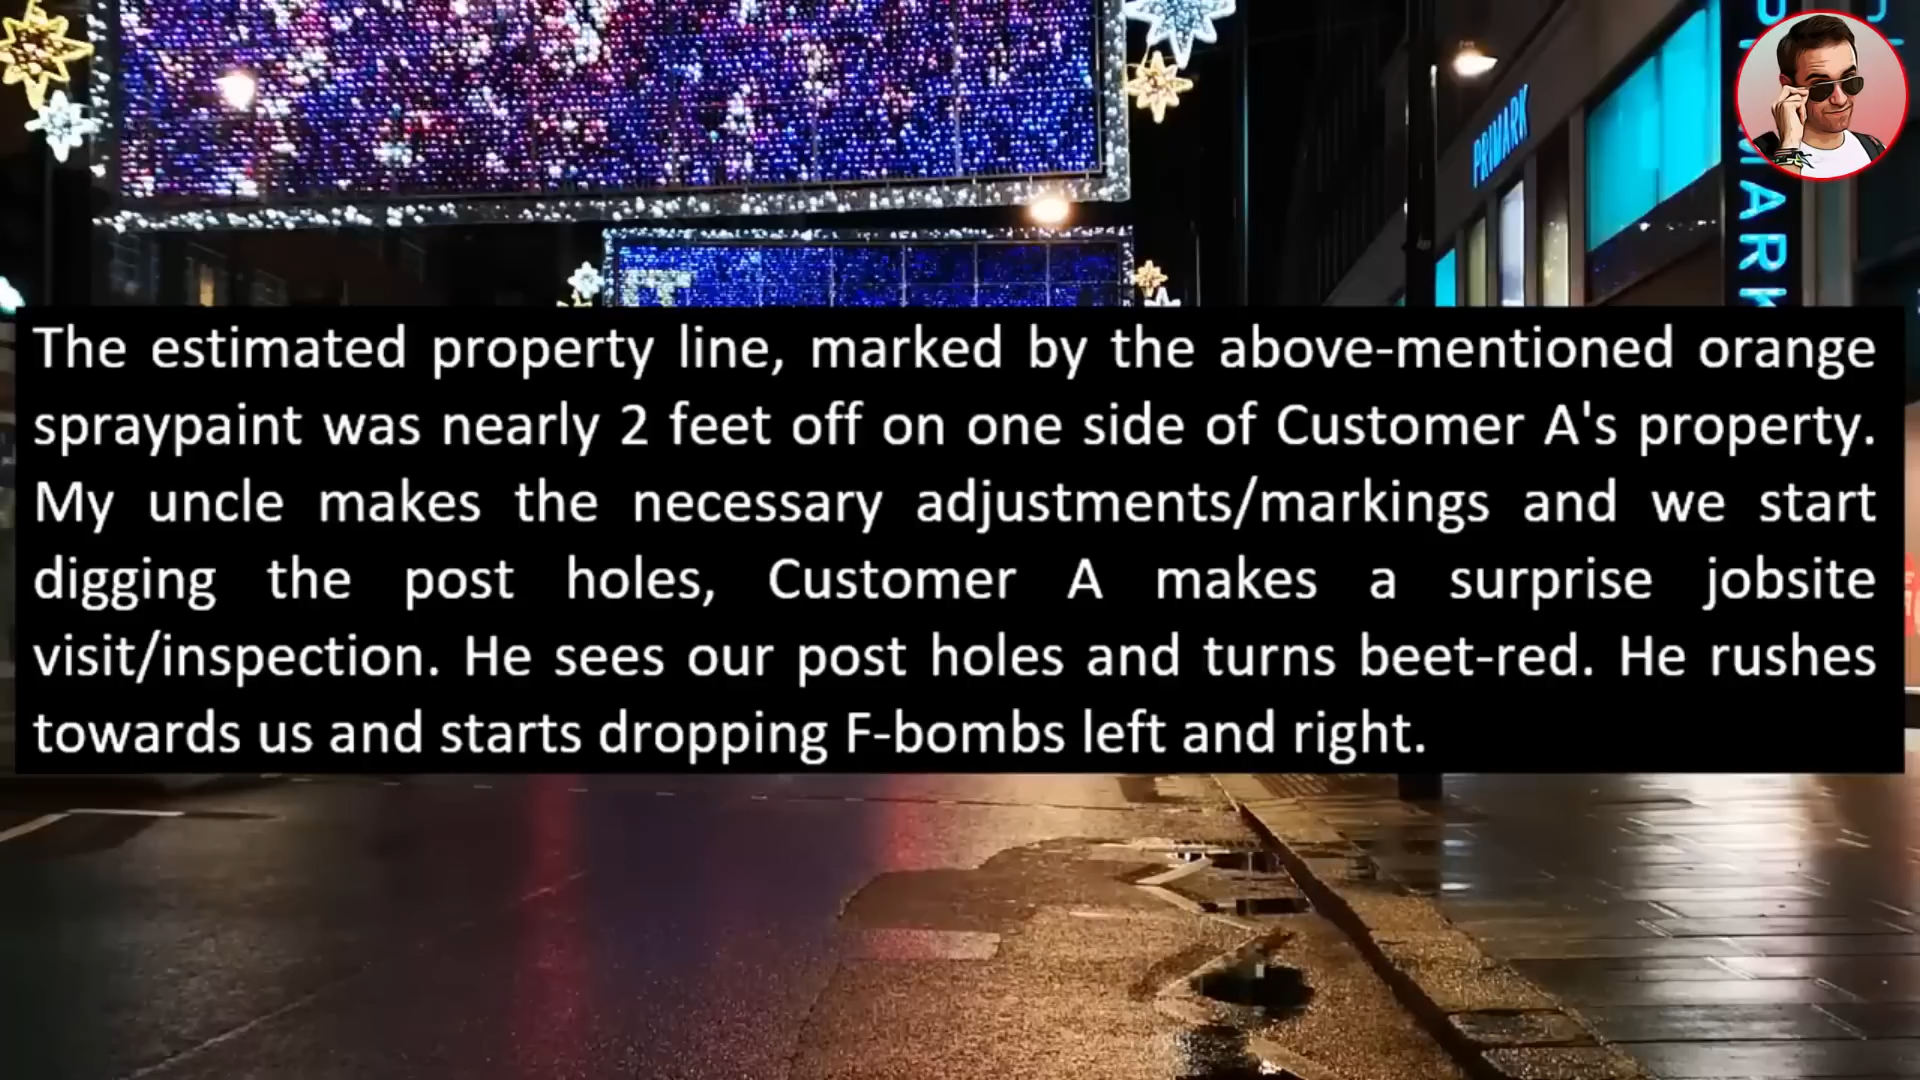 PRIMARK
The estimated property line, marked by the above-mentioned orange
spraypaint was nearly 2 feet off on one side of Customer A's property.
My uncle makes the necessary adjustments/markings and we start
digging the post holes, Customer A makes a surprise jobsite
visit/inspection. He sees our post holes and turns beet-red. He rushes
towards us and starts dropping F-bombs left and right.